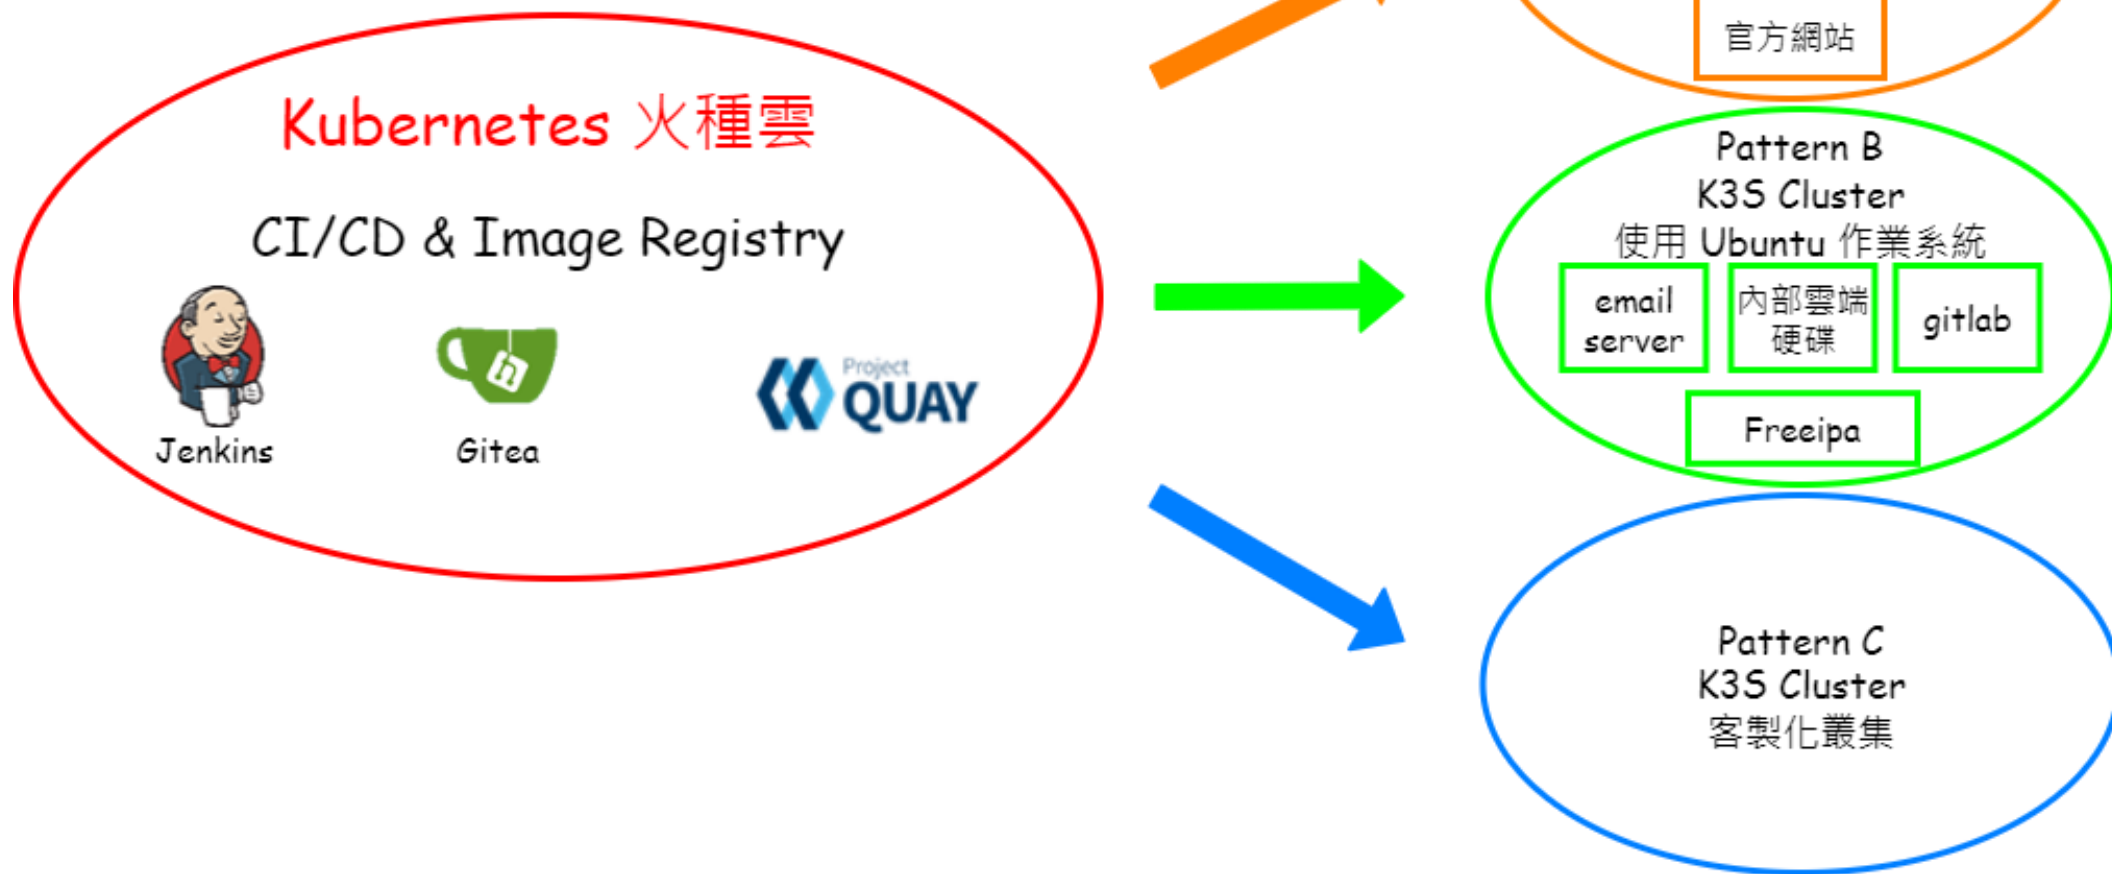 Kubernetes 火種雲
CI/CD & Image Registry
Jenkins
Gitea
Project
QUAY
官方網站
Pattern B
K3S Cluster
使用 Ubuntu 作業系統
email
server
內部雲端
硬碟
gitlab
Freeipa
Pattern C
K3S Cluster
客製化叢集